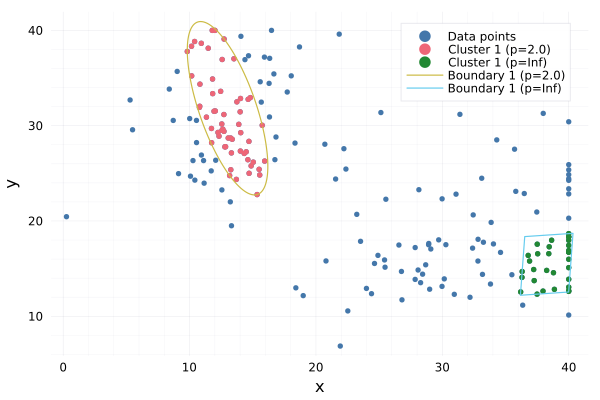 40
30
20
10
y
0
10
20
30
40
x
Data points
Cluster 1 (p=2.0)
Cluster 1 (p=Inf)
Boundary 1 (p=2.0)
Boundary 1 (p=Inf)